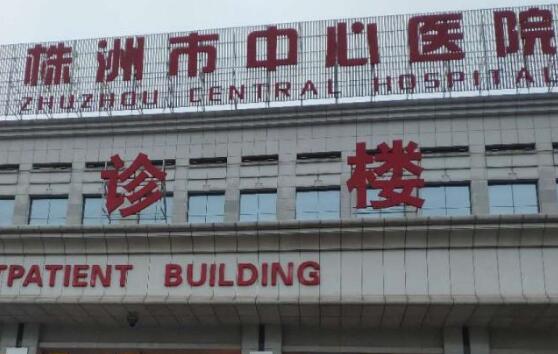 株洲市中心医院
ZHUZHOU CENTRAL HOSPITAL
诊楼
TPATIENT BUILDING